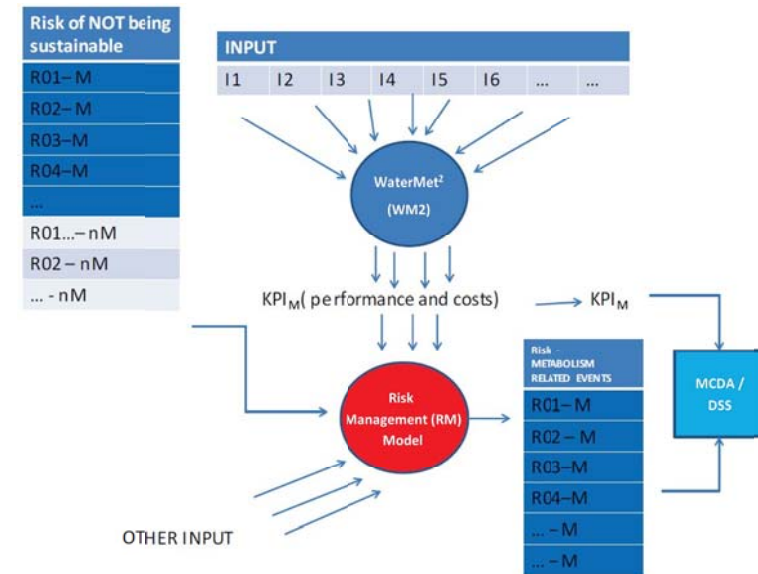 Risk of NOT being
sustainable
R01– M
R02– M
R03– M
R04– M
...
R01...– nM
R02 – nM
... - nM
INPUT
I1 I2 I3 I4 I5 I6 ... ...
WaterMet²
(WM2)
KPI_M( performance and costs)
KPI_M
Risk
Management (RM)
Model
OTHER INPUT
Risk -
METABOLISM
RELATED EVENTS
R01– M
R02 – M
R03– M
R04–M
... – M
... – M
MCDA /
DSS